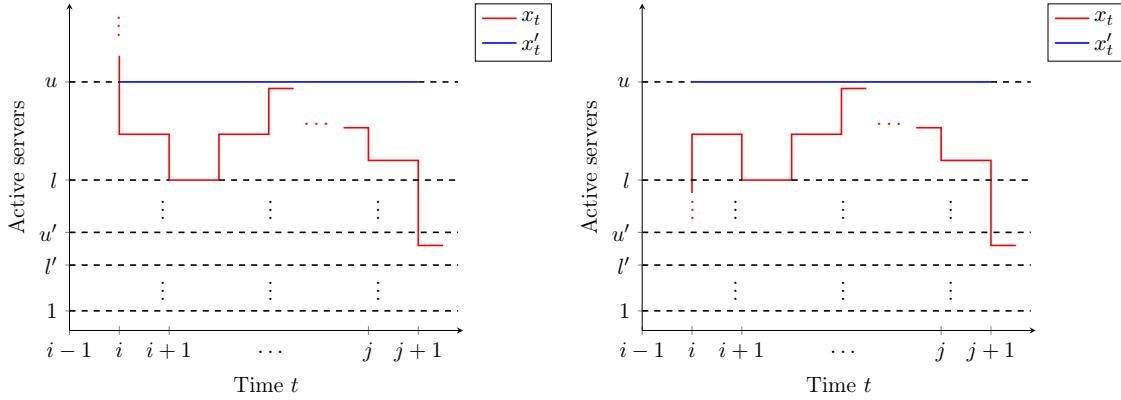 x_t
x'_t
u
l
u'
l'
1
Active servers
i − 1
i
i + 1
⋯
j
j + 1
Time t
x_t
x'_t
u
l
u'
l'
1
Active servers
i − 1
i
i + 1
⋯
j
j + 1
Time t